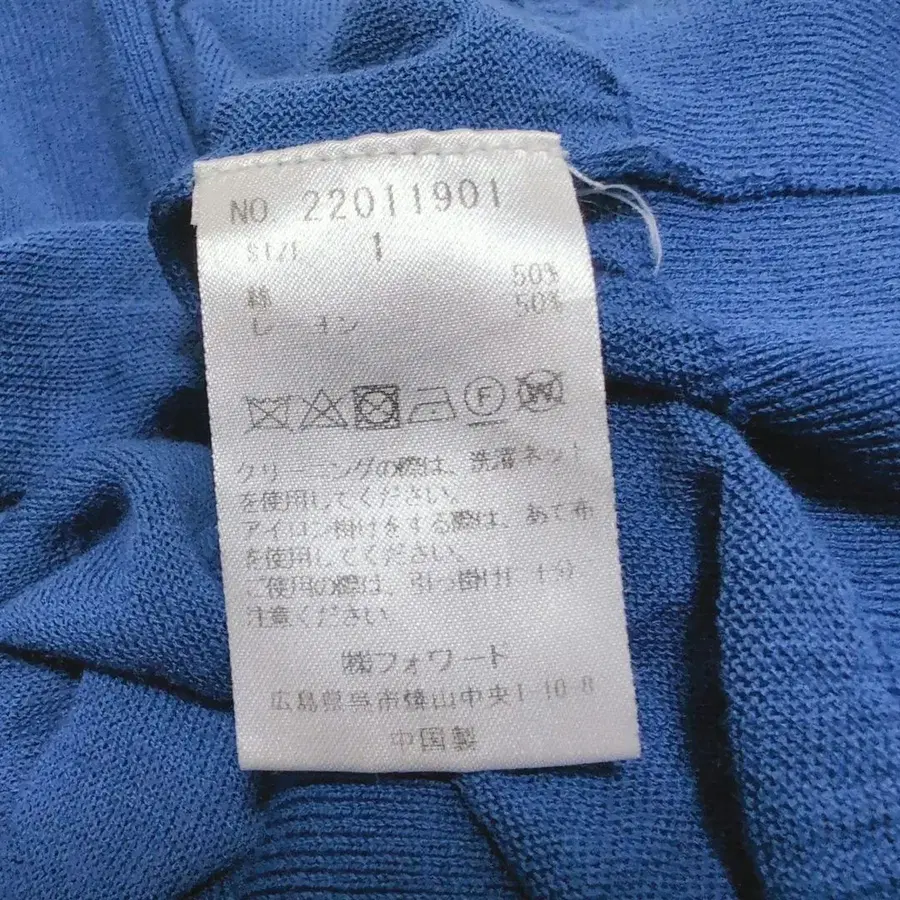 NO 22011901
SIZE 1
綿 50%
レーヨン 50%
F
W
クリーニングの際は、洗濯ネット
を使用してください。
アイロン掛けをする際は、あて布
を使用してください。
ご使用の際は、引っ掛けに十分
注意ください。
㈱フォワード
広島県呉市焼山中央1-10-8
中国製